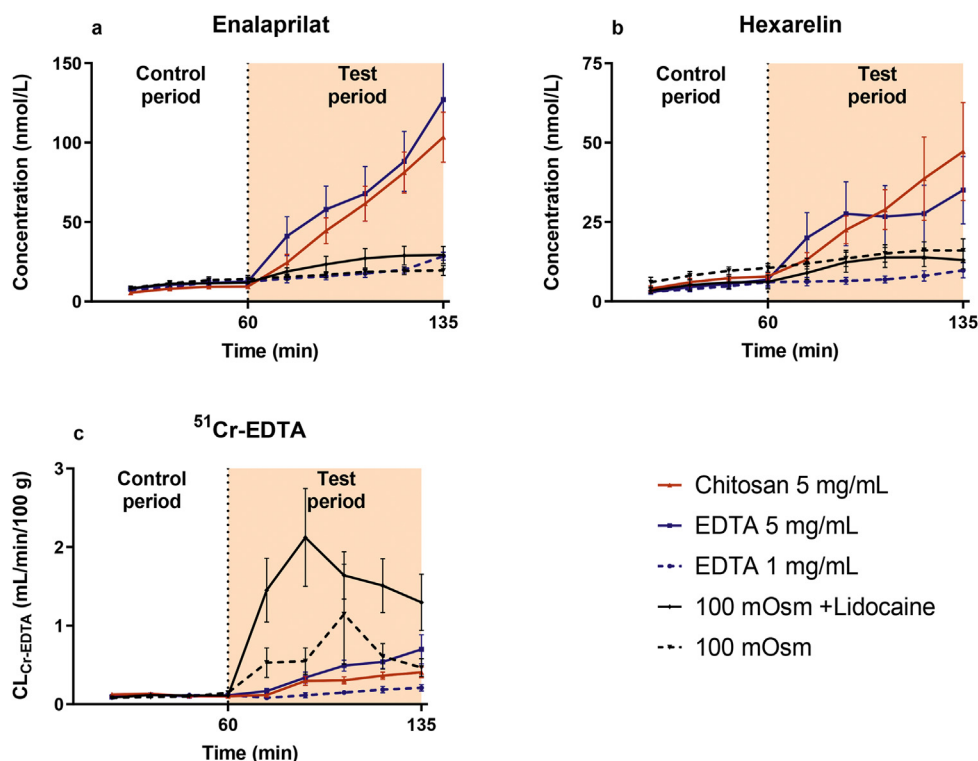 a
Enalaprilat
Control
period
Test
period
Concentration (nmol/L)
150
100
50
0
60
135
Time (min)
b
Hexarelin
Control
period
Test
period
Concentration (nmol/L)
75
50
25
0
60
135
Time (min)
c
⁵¹Cr-EDTA
Control
period
Test
period
CL_Cr-EDTA (mL/min/100 g)
3
2
1
0
60
135
Time (min)
Chitosan 5 mg/mL
EDTA 5 mg/mL
EDTA 1 mg/mL
100 mOsm +Lidocaine
100 mOsm